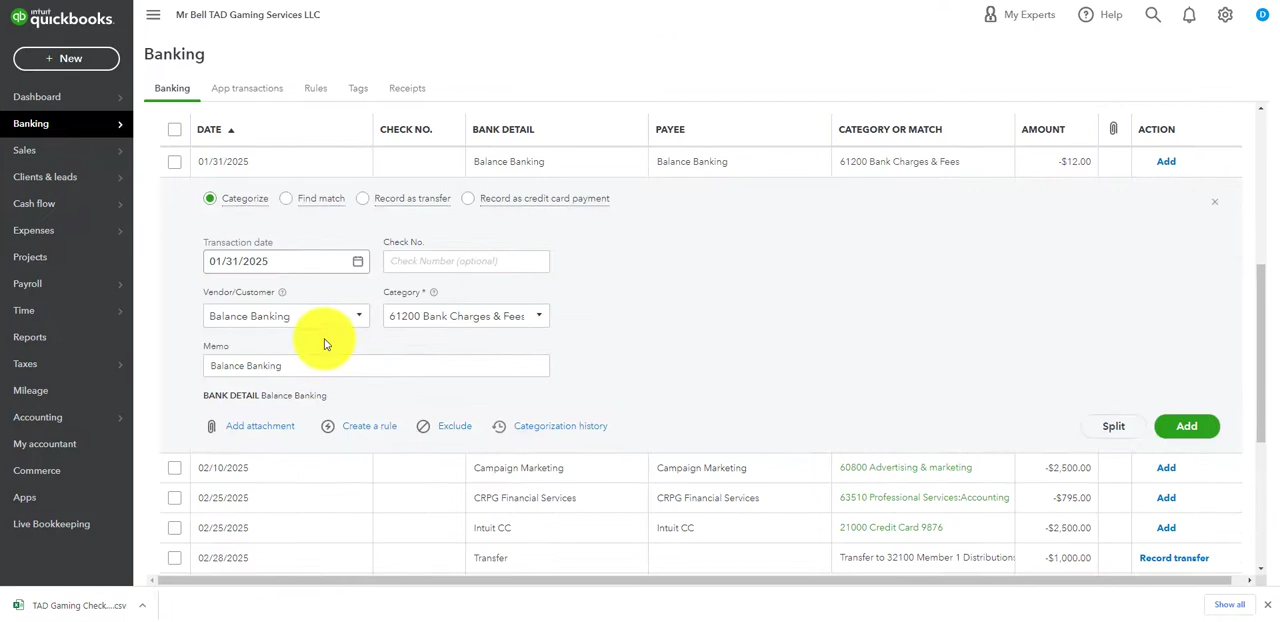 intuit
qb quickbooks.
Mr Bell TAD Gaming Services LLC
My Experts
Help
D
+ New
Dashboard
Banking
Sales
Clients & leads
Cash flow
Expenses
Projects
Payroll
Time
Reports
Taxes
Mileage
Accounting
My accountant
Commerce
Apps
Live Bookkeeping
Banking
Banking App transactions Rules Tags Receipts
DATE CHECK NO. BANK DETAIL PAYEE CATEGORY OR MATCH AMOUNT ACTION
01/31/2025 Balance Banking Balance Banking 61200 Bank Charges & Fees -$12.00 Add
Categorize Find match Record as transfer Record as credit card payment
Transaction date Check No.
01/31/2025 Check Number (optional)
Vendor/Customer Category *
Balance Banking 61200 Bank Charges & Fees
Memo
Balance Banking
BANK DETAIL Balance Banking
Add attachment Create a rule Exclude Categorization history Split Add
02/10/2025 Campaign Marketing Campaign Marketing 60800 Advertising & marketing -$2,500.00 Add
02/25/2025 CRPG Financial Services CRPG Financial Services 63510 Professional Services:Accounting -$795.00 Add
02/25/2025 Intuit CC Intuit CC 21000 Credit Card 9876 -$2,500.00 Add
02/28/2025 Transfer Transfer to 32100 Member 1 Distributions -$1,000.00 Record transfer
TAD Gaming Check....csv Show all